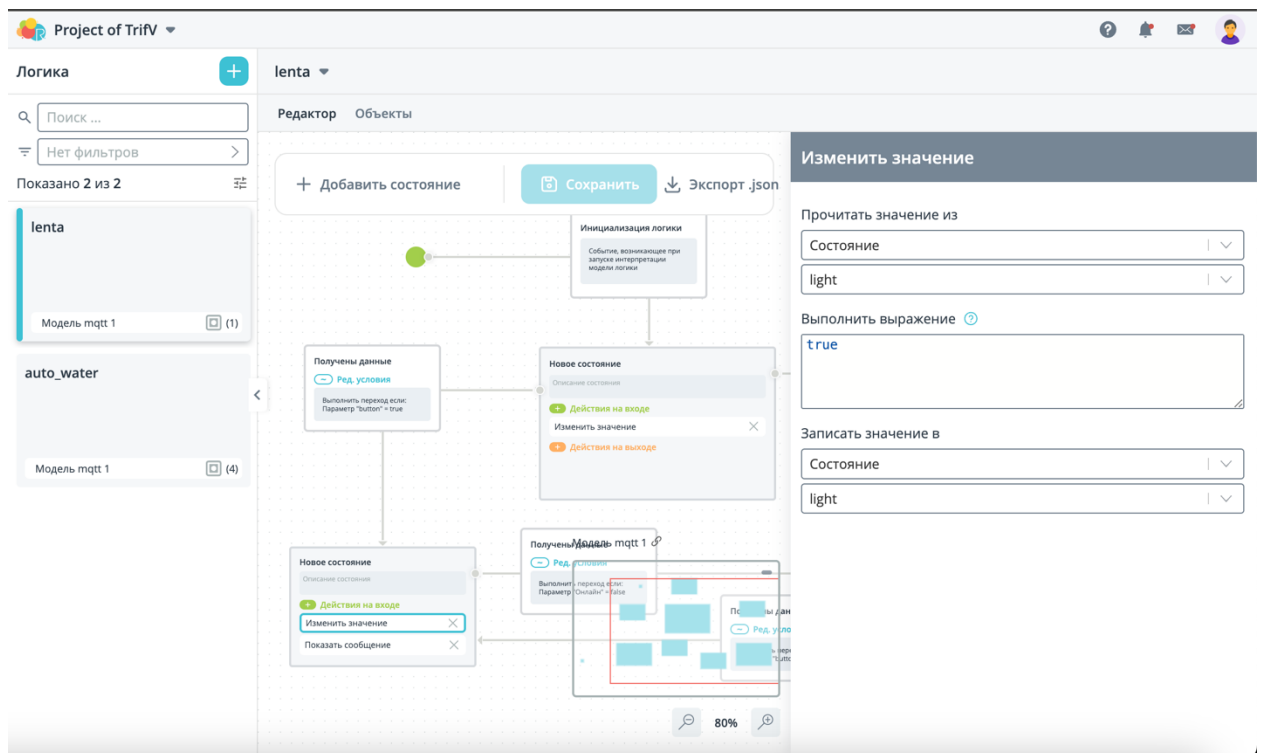 Project of TrifV
Логика
lenta
Поиск ...
Нет фильтров
Показано 2 из 2
lenta
Модель mqtt 1
(1)
auto_water
Модель mqtt 1
(4)
Редактор Объекты
Добавить состояние
Сохранить
Экспорт .json
Инициализация логики
Событие, возникающее при
запуске интерпретации
модели логики
Получены данные
Ред. условия
Выполнить переход если:
Параметр "button" = true
Новое состояние
Описание состояния
Действия на входе
Изменить значение
Действия на выходе
Новое состояние
Описание состояния
Действия на входе
Изменить значение
Показать сообщение
Получены данные
Модель mqtt 1
Ред. условия
Выполнить переход если:
Параметр "Онлайн" = false
Ред.
80%
Изменить значение
Прочитать значение из
Состояние
light
Выполнить выражение
true
Записать значение в
Состояние
light